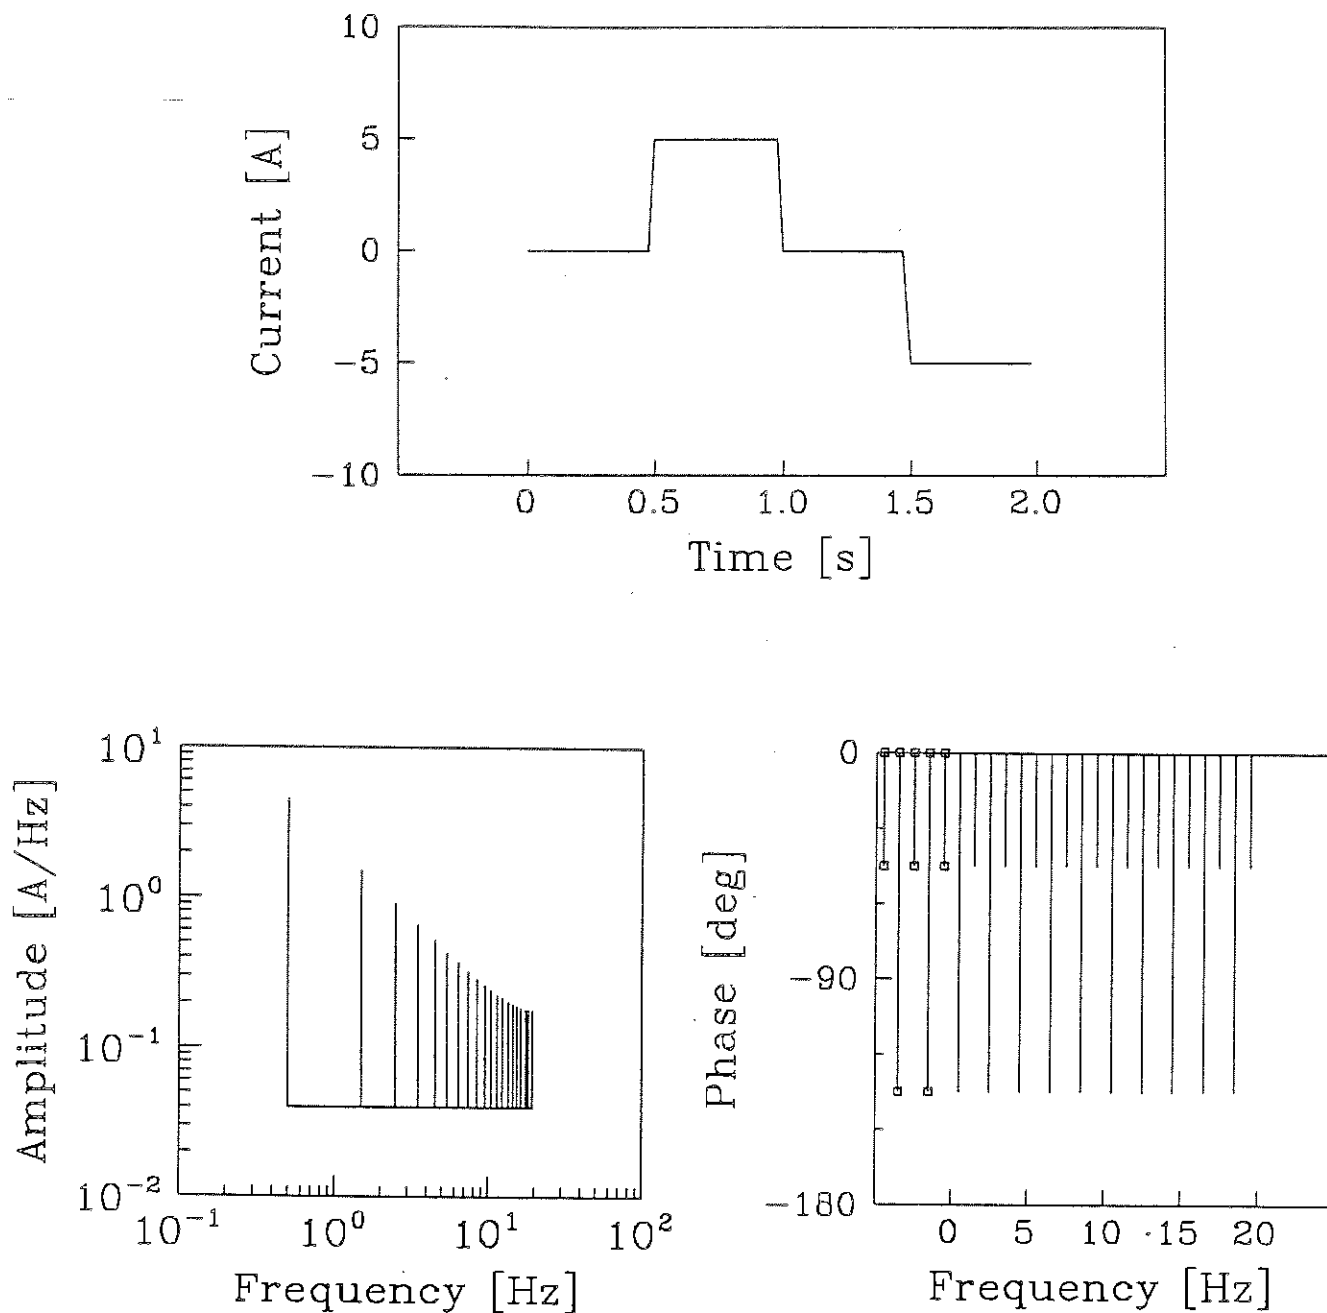 10
5
0
-5
-10
Current [A]
0 0.5 1.0 1.5 2.0
Time [s]
10¹
10⁰
10⁻¹
10⁻²
Amplitude [A/Hz]
10⁻¹ 10⁰ 10¹ 10²
Frequency [Hz]
0
-90
-180
Phase [deg]
0 5 10 15 20
Frequency [Hz]